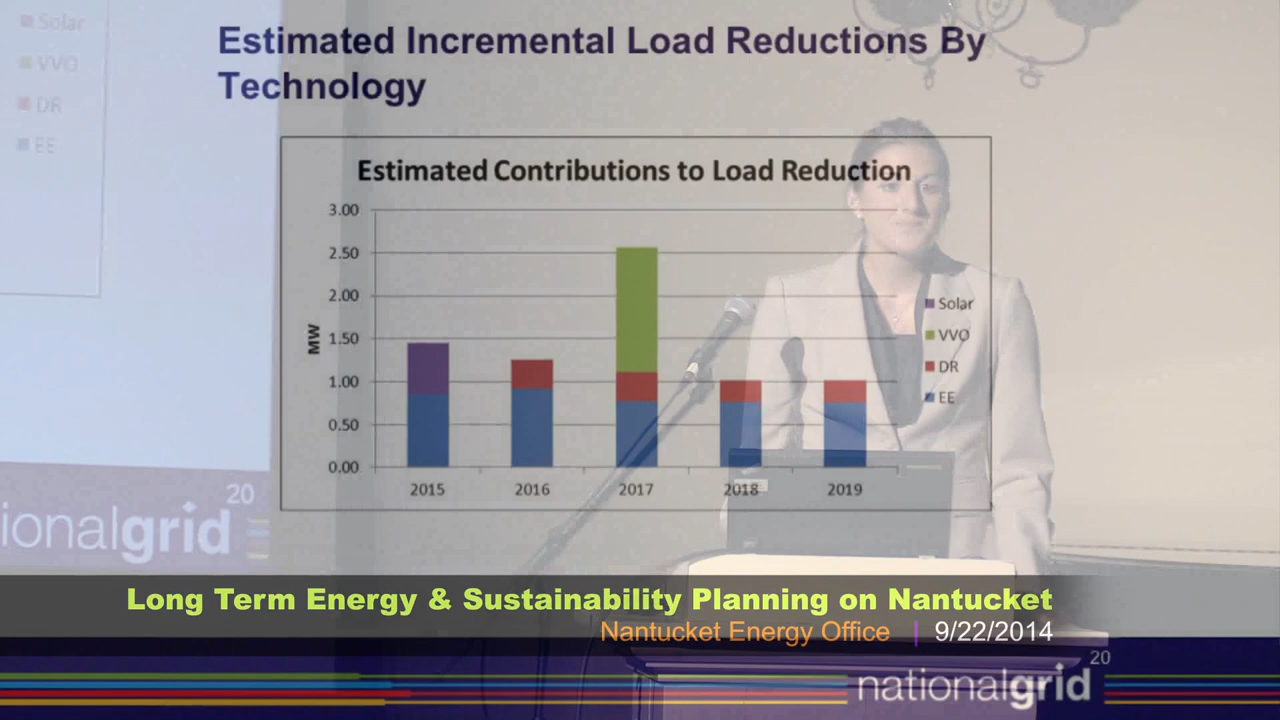 Solar
VVO
DR
EE
Estimated Incremental Load Reductions By
Technology
Estimated Contributions to Load Reduction
3.00
2.50
2.00
1.50
1.00
0.50
0.00
MW
2015
2016
2017
2018
2019
Solar
VVO
DR
EE
20
ionalgrid
Long Term Energy & Sustainability Planning on Nantucket
Nantucket Energy Office | 9/22/2014
20
nationalgrid